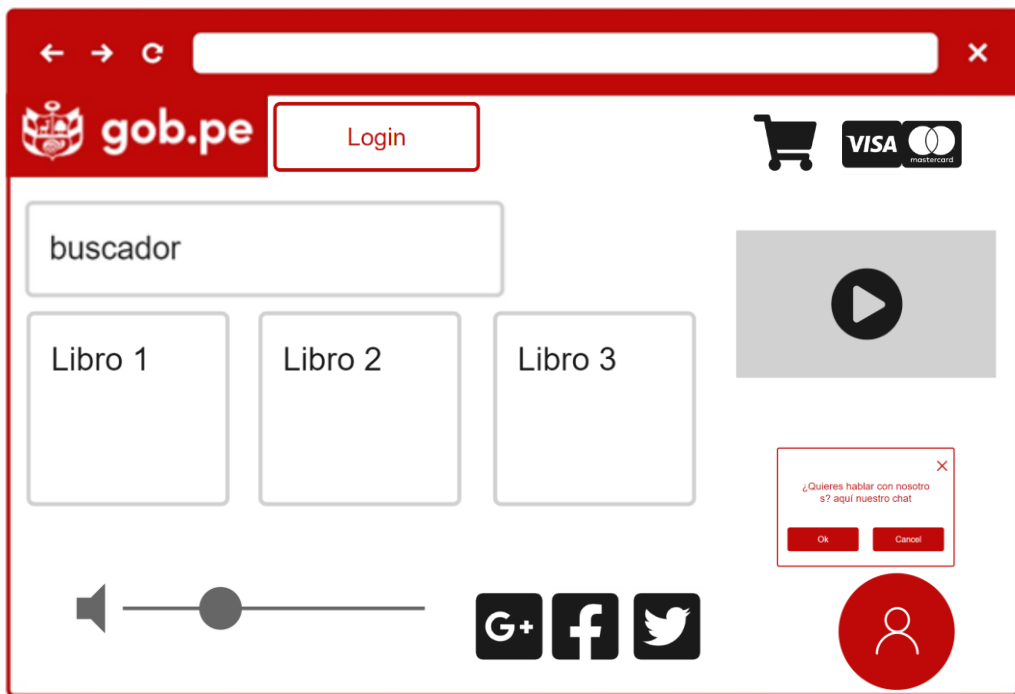 gob.pe
Login
VISA
mastercard
buscador
Libro 1
Libro 2
Libro 3
¿Quieres hablar con nosotro
s? aquí nuestro chat
Ok
Cancel
G+